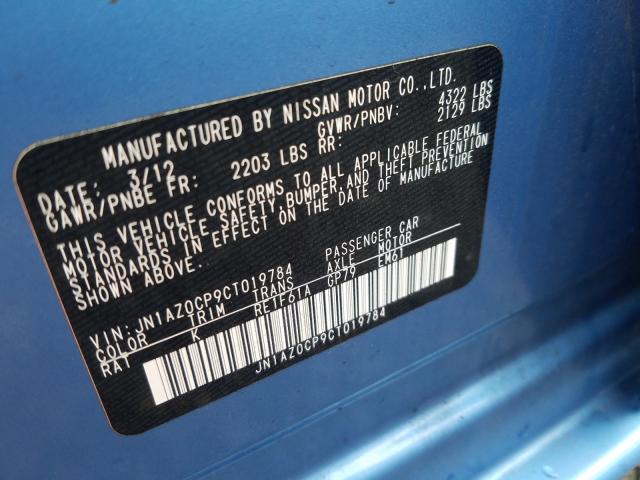 MANUFACTURED BY NISSAN MOTOR CO.,LTD.
DATE: 3/12 GVWR/PNBV: 4322 LBS
GAWR/PNBE FR: 2203 LBS RR: 2129 LBS
THIS VEHICLE CONFORMS TO ALL APPLICABLE FEDERAL
MOTOR VEHICLE SAFETY,BUMPER,AND THEFT PREVENTION
STANDARDS IN EFFECT ON THE DATE OF MANUFACTURE
SHOWN ABOVE.
VIN:JN1AZ0CP9CT019784 PASSENGER CAR
COLOR TRIM TRANS AXLE MOTOR
RAT K RE1F61A GP79 EM61
JN1AZ0CP9CT019784